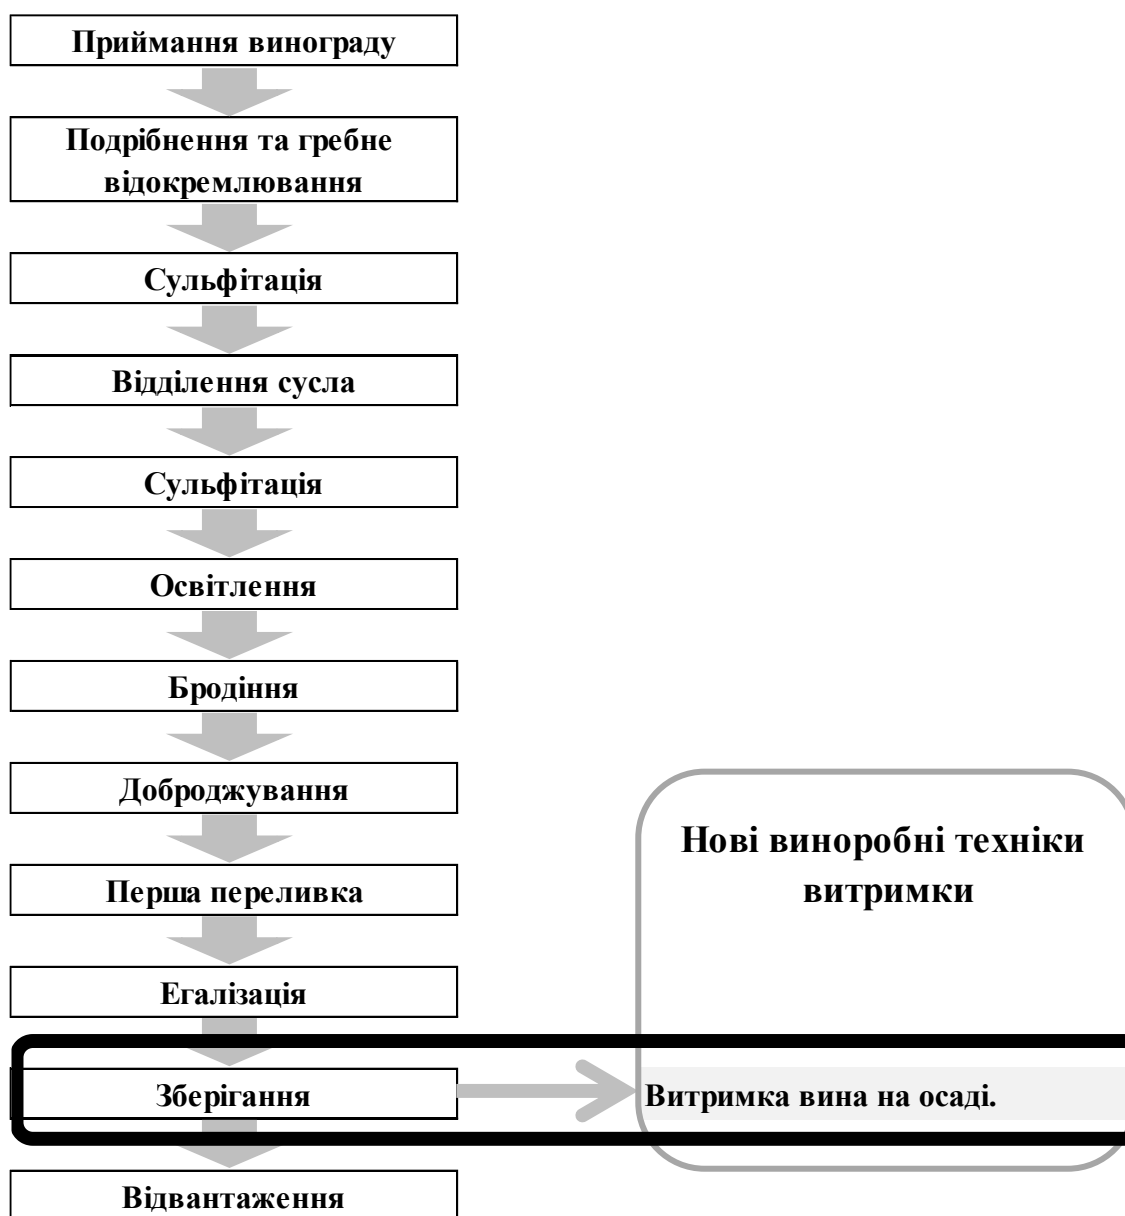 Приймання винограду
Подрібнення та гребне
відокремлювання
Сульфітація
Відділення сусла
Сульфітація
Освітлення
Бродіння
Доброджування
Перша переливка
Егалізація
Зберігання
Відвантаження
Нові виноробні техніки
витримки
Витримка вина на осаді.